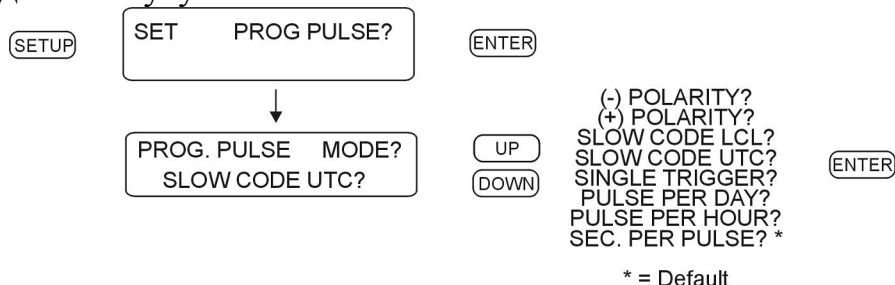 SETUP
SET PROG PULSE?
ENTER
PROG. PULSE MODE?
SLOW CODE UTC?
UP
DOWN
(-) POLARITY?
(+) POLARITY?
SLOW CODE LCL?
SLOW CODE UTC?
SINGLE TRIGGER?
PULSE PER DAY?
PULSE PER HOUR?
SEC. PER PULSE? *
ENTER
* = Default